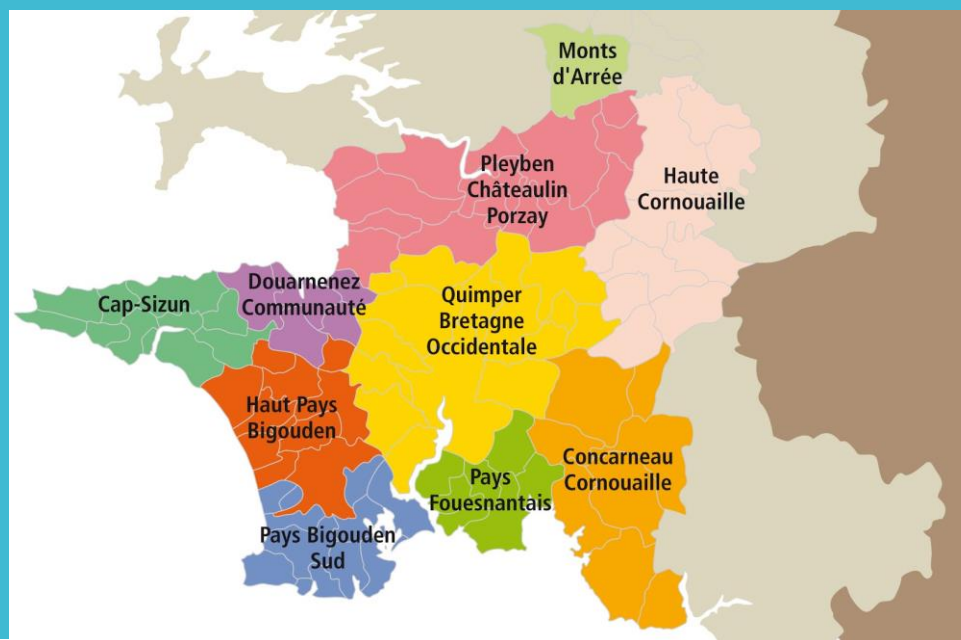 Monts
d'Arrée
Pleyben
Châteaulin
Porzay
Haute
Cornouaille
Cap-Sizun
Douarnenez
Communauté
Quimper
Bretagne
Occidentale
Haut Pays
Bigouden
Concarneau
Cornouaille
Pays
Fouesnantais
Pays Bigouden
Sud